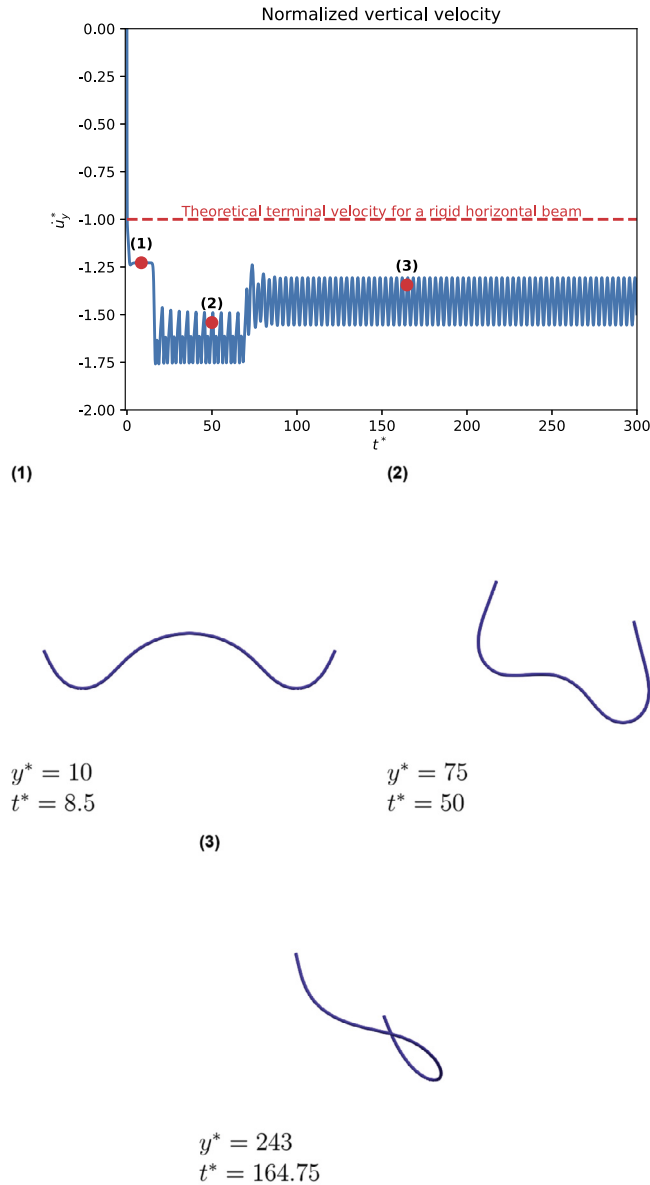 Normalized vertical velocity
0.00
-0.25
-0.50
-0.75
-1.00
-1.25
-1.50
-1.75
-2.00
u̇*y
Theoretical terminal velocity for a rigid horizontal beam
(1)
(2)
(3)
0
50
100
150
200
250
300
t*
(1)
(2)
y* = 10
t* = 8.5
y* = 75
t* = 50
(3)
y* = 243
t* = 164.75